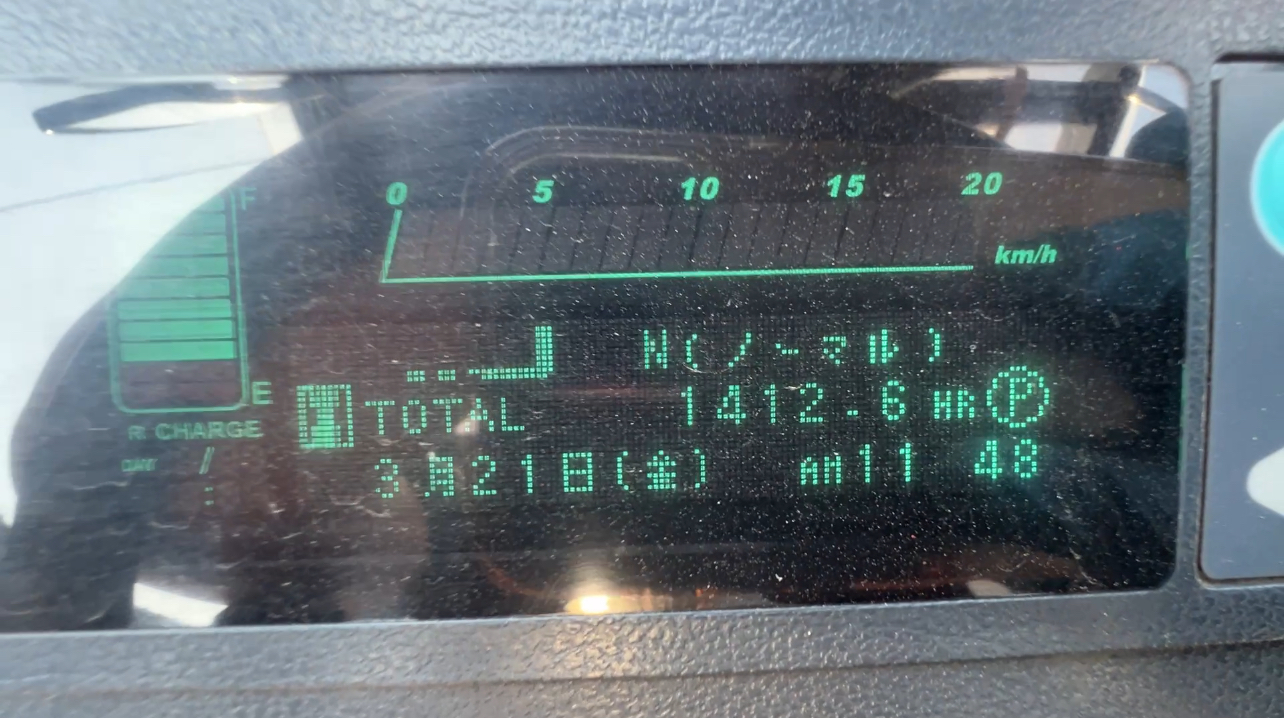 0 5 10 15 20
km/h
F
N(ノーマル)
E
TOTAL 1412.6 HR P
R CHARGE
3月21日(金) am11 48